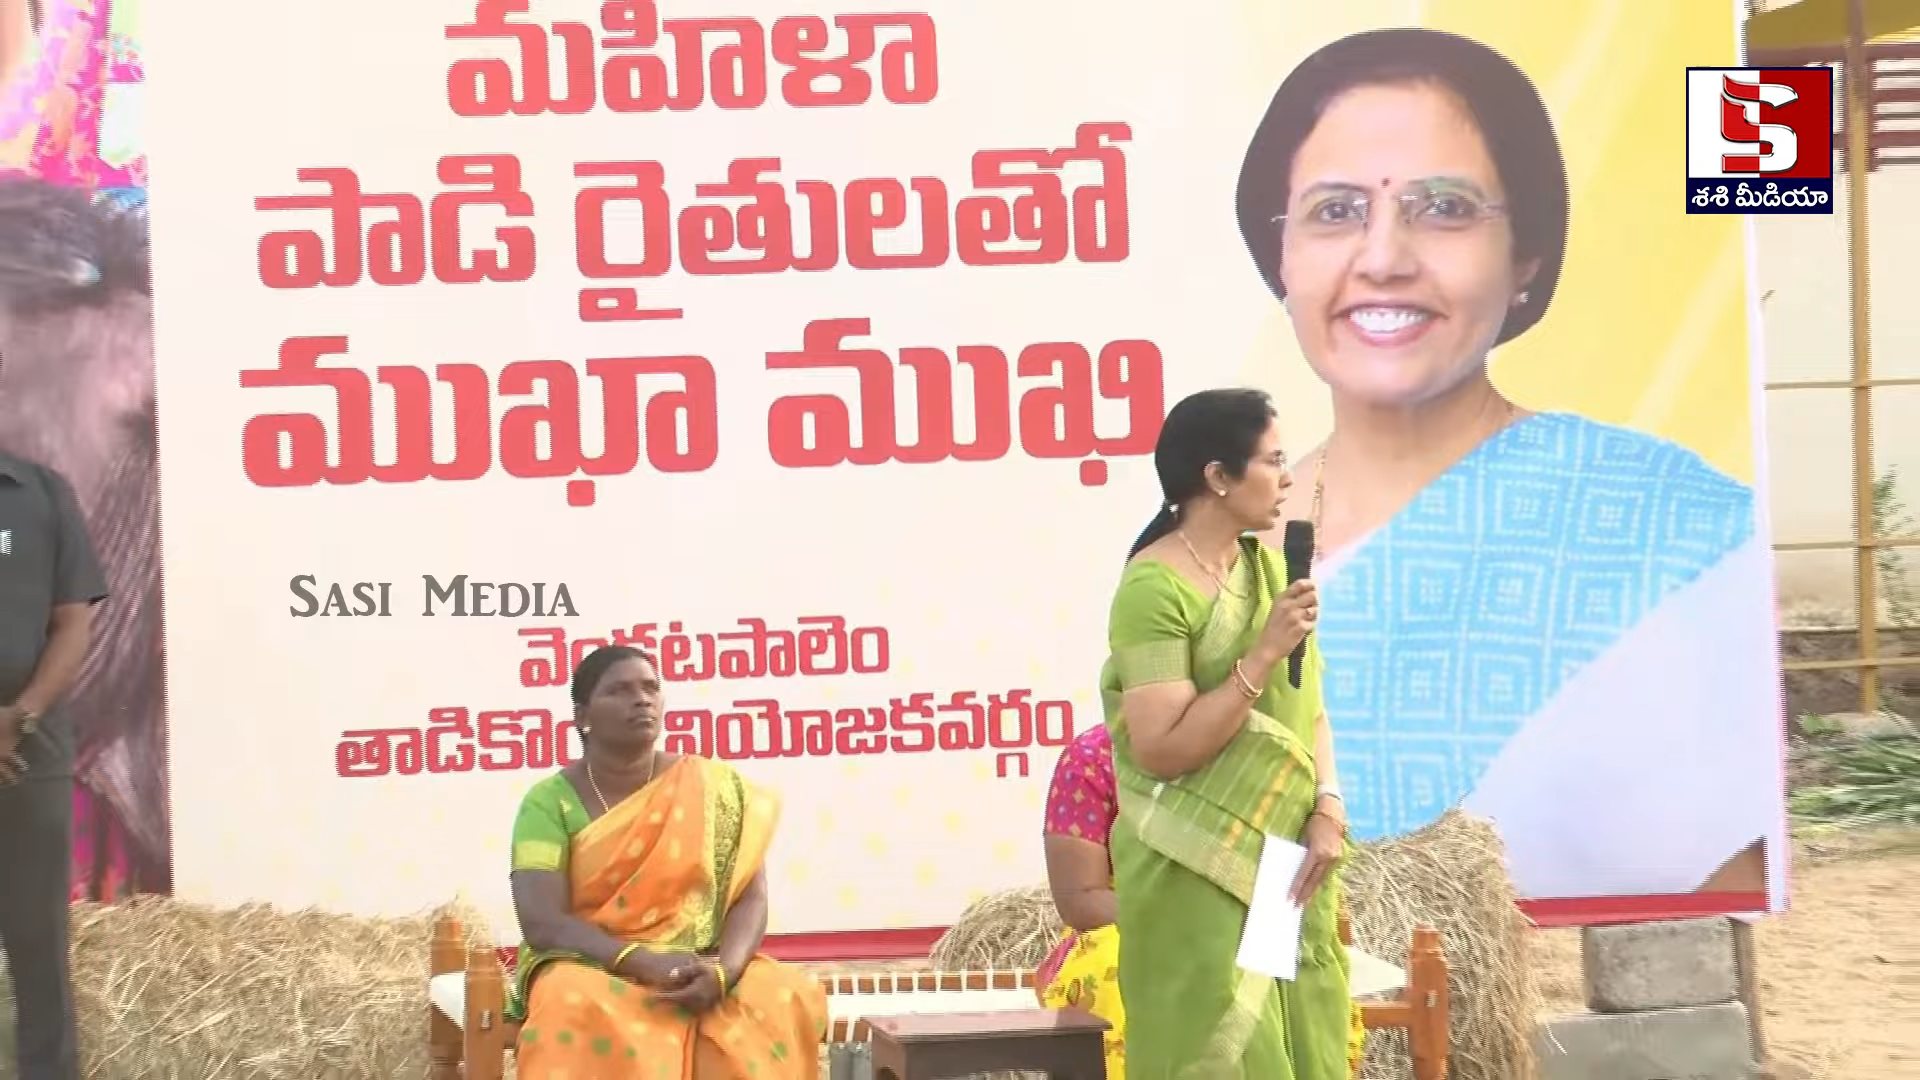 మహిళా
పాడి రైతులతో
ముఖా ముఖి
శశి మీడియా
SASI MEDIA
వెంకటపాలెం
నియోజకవర్గం